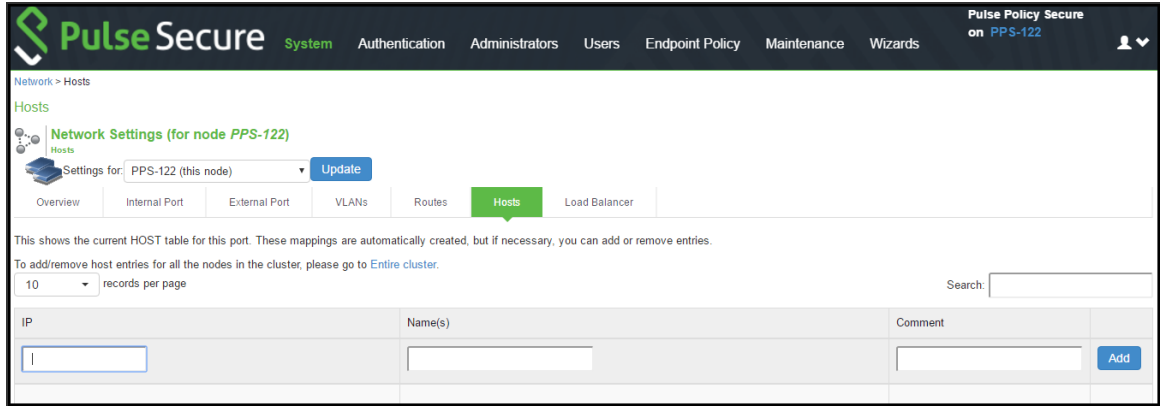 Pulse Secure System Authentication Administrators Users Endpoint Policy Maintenance Wizards
Pulse Policy Secure
on PPS-122
Network > Hosts
Hosts
Network Settings (for node PPS-122)
Hosts
Settings for: PPS-122 (this node) Update
Overview Internal Port External Port VLANs Routes Hosts Load Balancer
This shows the current HOST table for this port. These mappings are automatically created, but if necessary, you can add or remove entries.
To add/remove host entries for all the nodes in the cluster, please go to Entire cluster.
10 records per page Search:
IP Name(s) Comment
Add